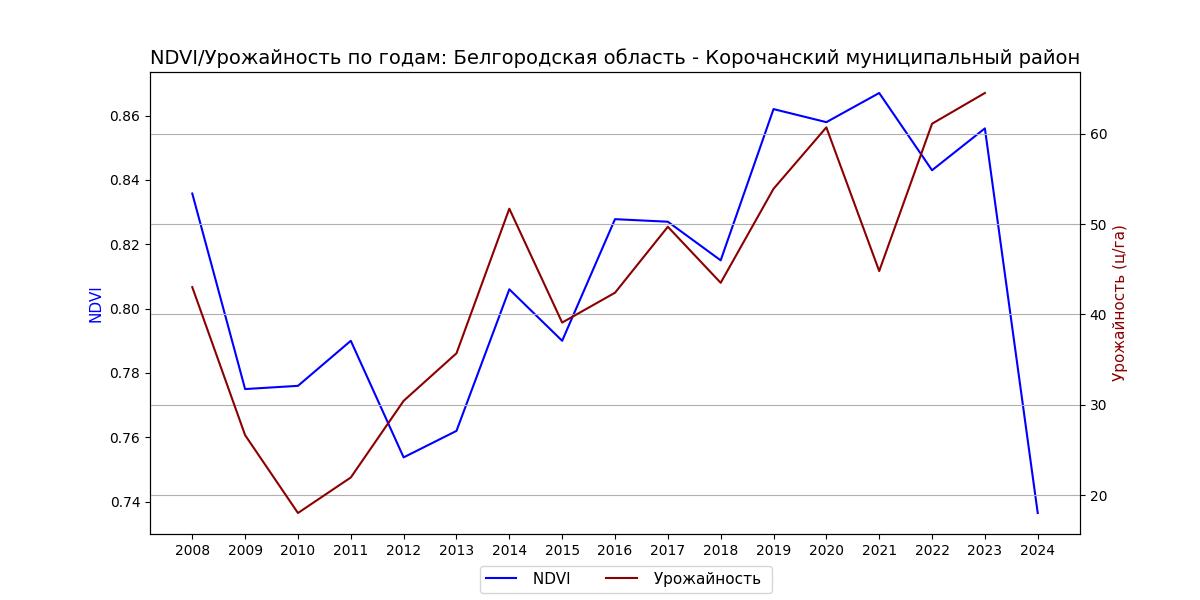 NDVI/Урожайность по годам: Белгородская область - Корочанский муниципальный район
0.86
0.84
0.82
0.80
0.78
0.76
0.74
NDVI
60
50
40
30
20
Урожайность (ц/га)
2008 2009 2010 2011 2012 2013 2014 2015 2016 2017 2018 2019 2020 2021 2022 2023 2024
NDVI Урожайность